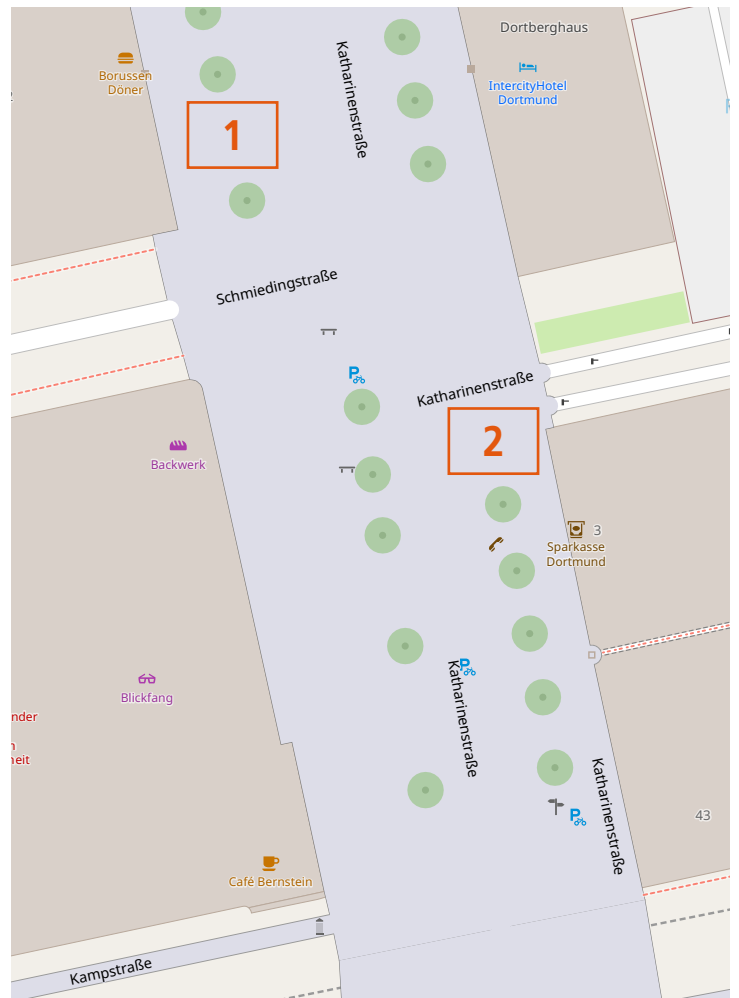 Dortberghaus
Borussen
Döner
IntercityHotel
Dortmund
Katharinenstraße
1
Schmiedingstraße
Katharinenstraße
2
Backwerk
3
Sparkasse
Dortmund
Blickfang
Katharinenstraße
Katharinenstraße
43
Café Bernstein
Kampstraße